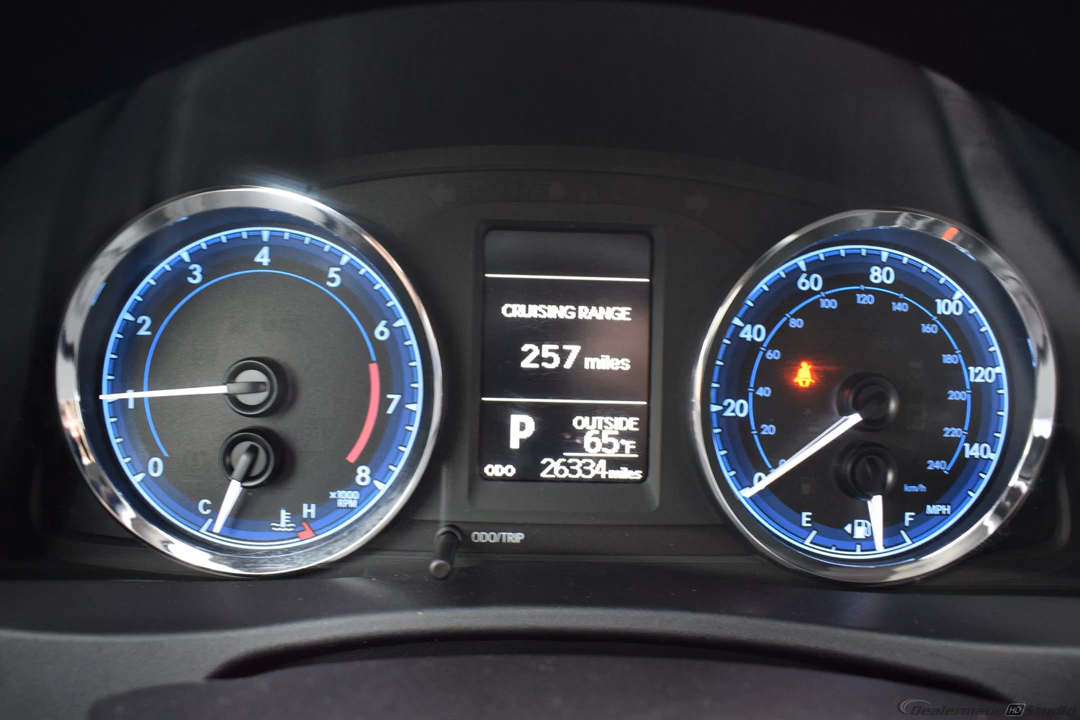 0
1
2
3
4
5
6
7
8
x1000
RPM
C
H
CRUISING RANGE
257 miles
P
OUTSIDE
65°F
ODO 26334 miles
ODO/TRIP
0
20
40
60
80
100
120
140
MPH
20
40
60
80
100
120
140
160
180
200
220
240
km/h
E
F